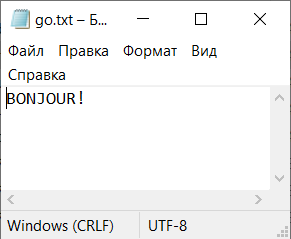 go.txt – Б...
Файл Правка Формат Вид
Справка
BONJOUR!
Windows (CRLF) UTF-8